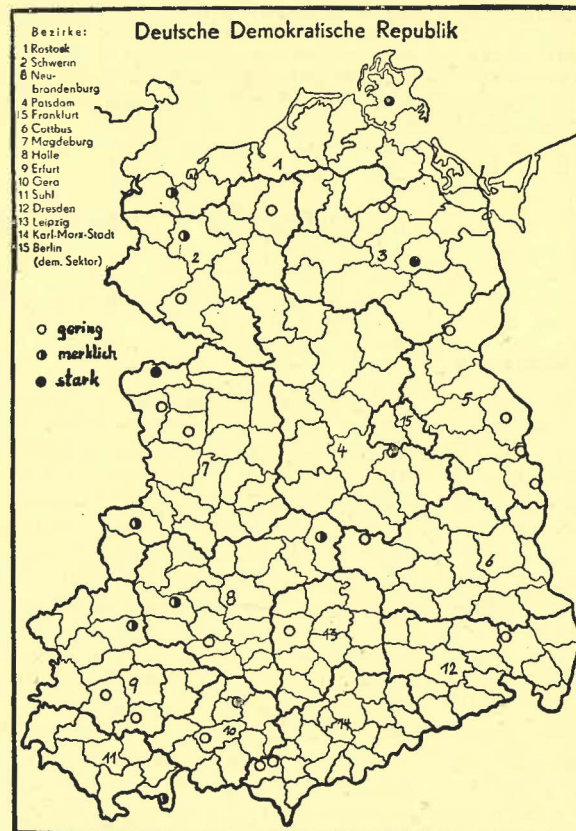 Deutsche Demokratische Republik
Bezirke:
1 Rostock
2 Schwerin
8 Neu-
brandenburg
4 Potsdam
15 Frankfurt
6 Cottbus
7 Magdeburg
8 Halle
9 Erfurt
10 Gera
11 Suhl
12 Dresden
13 Leipzig
14 Karl-Marx-Stadt
15 Berlin
(dem. Sektor)
gering
merklich
stark
1
2
3
5
15
4
7
6
8
13
12
9
14
10
11